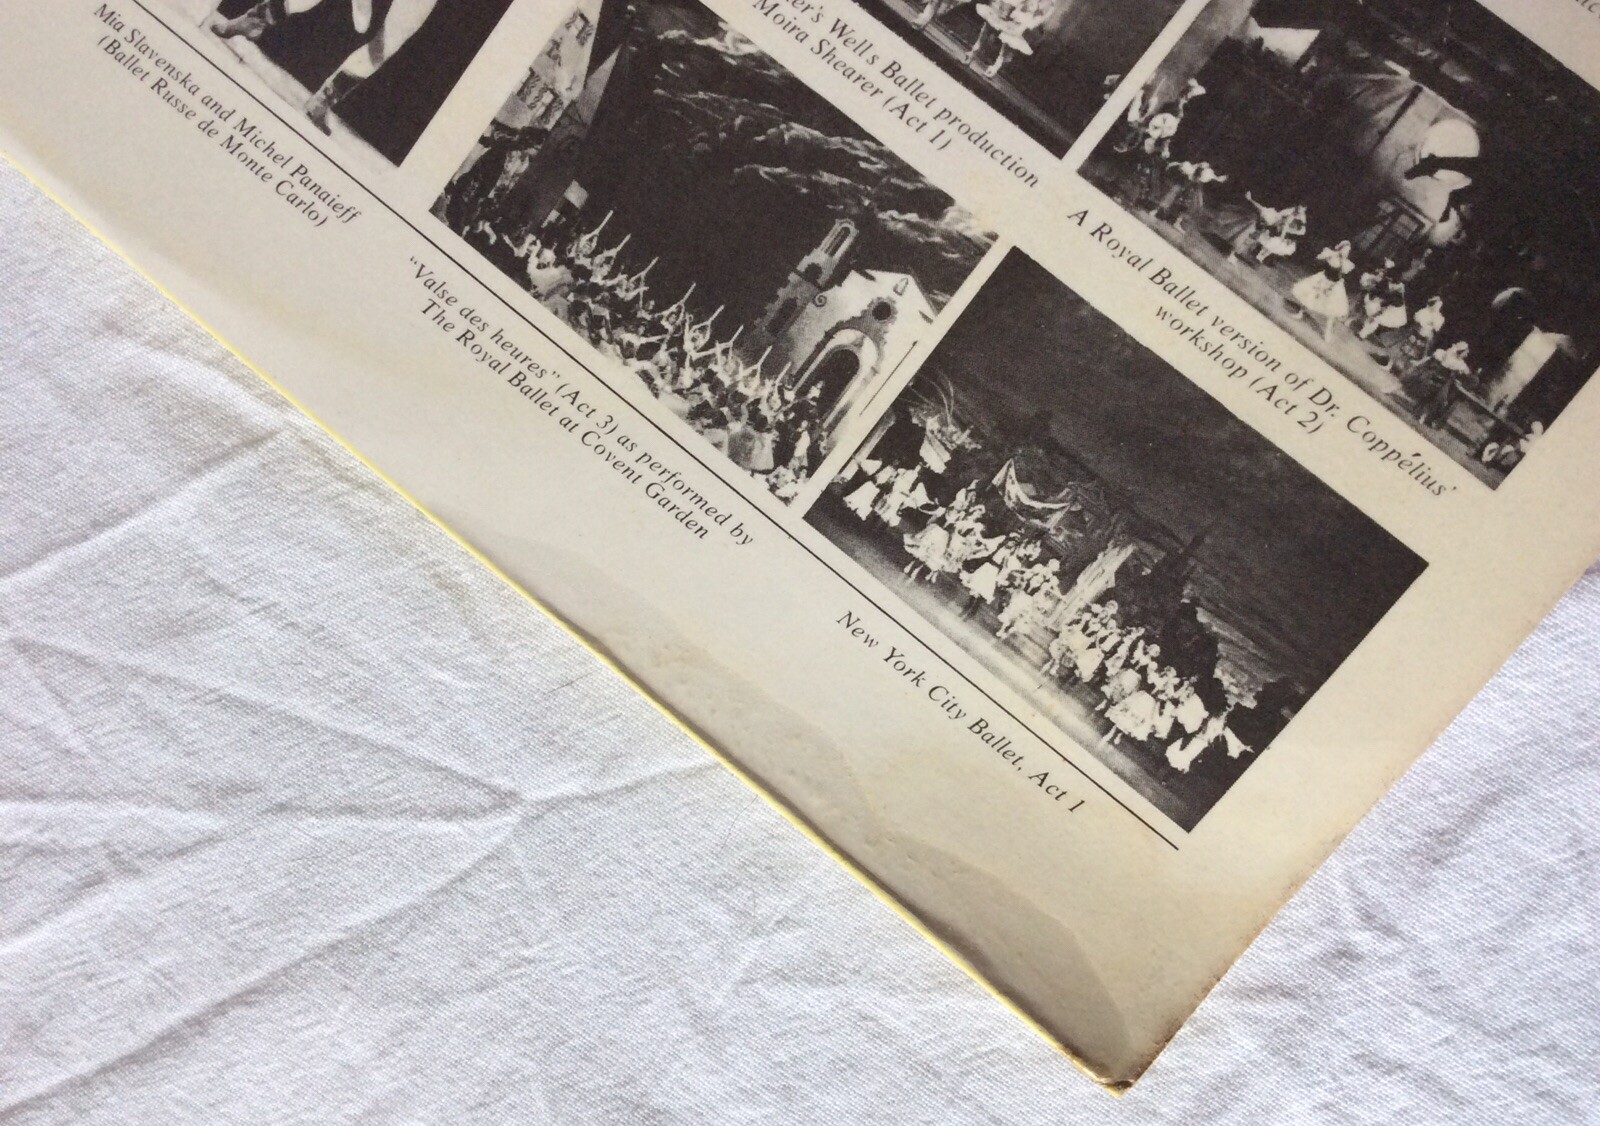 Mia Slavenska and Michel Panaieff
(Ballet Russe de Monte Carlo)
Well's Ballet production
Moira Shearer (Act 1)
A Royal Ballet version of Dr. Coppélius'
workshop (Act 2)
"Valse des heures" (Act 3) as performed by
The Royal Ballet at Covent Garden
New York City Ballet, Act 1